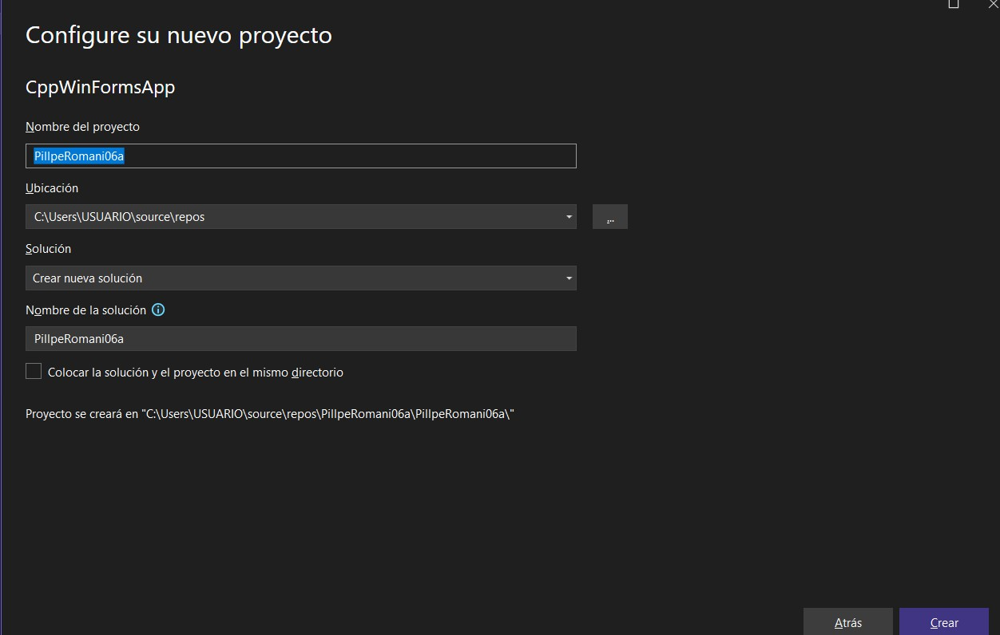 Configure su nuevo proyecto
CppWinFormsApp
Nombre del proyecto
PillpeRomani06a
Ubicación
C:\Users\USUARIO\source\repos
...
Solución
Crear nueva solución
Nombre de la solución
PillpeRomani06a
Colocar la solución y el proyecto en el mismo directorio
Proyecto se creará en "C:\Users\USUARIO\source\repos\PillpeRomani06a\PillpeRomani06a\"
Atrás
Crear